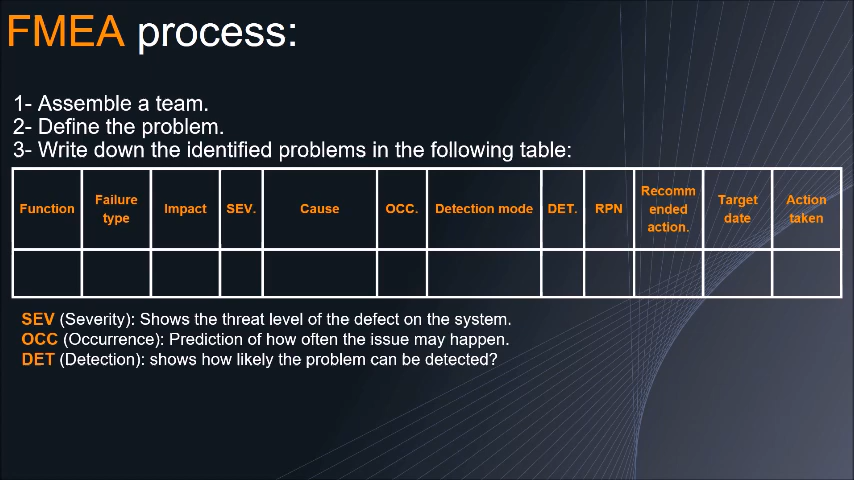 FMEA process:
1- Assemble a team.
2- Define the problem.
3- Write down the identified problems in the following table:
Function Failure type Impact SEV. Cause OCC. Detection mode DET. RPN Recommended action. Target date Action taken
SEV (Severity): Shows the threat level of the defect on the system.
OCC (Occurrence): Prediction of how often the issue may happen.
DET (Detection): shows how likely the problem can be detected?